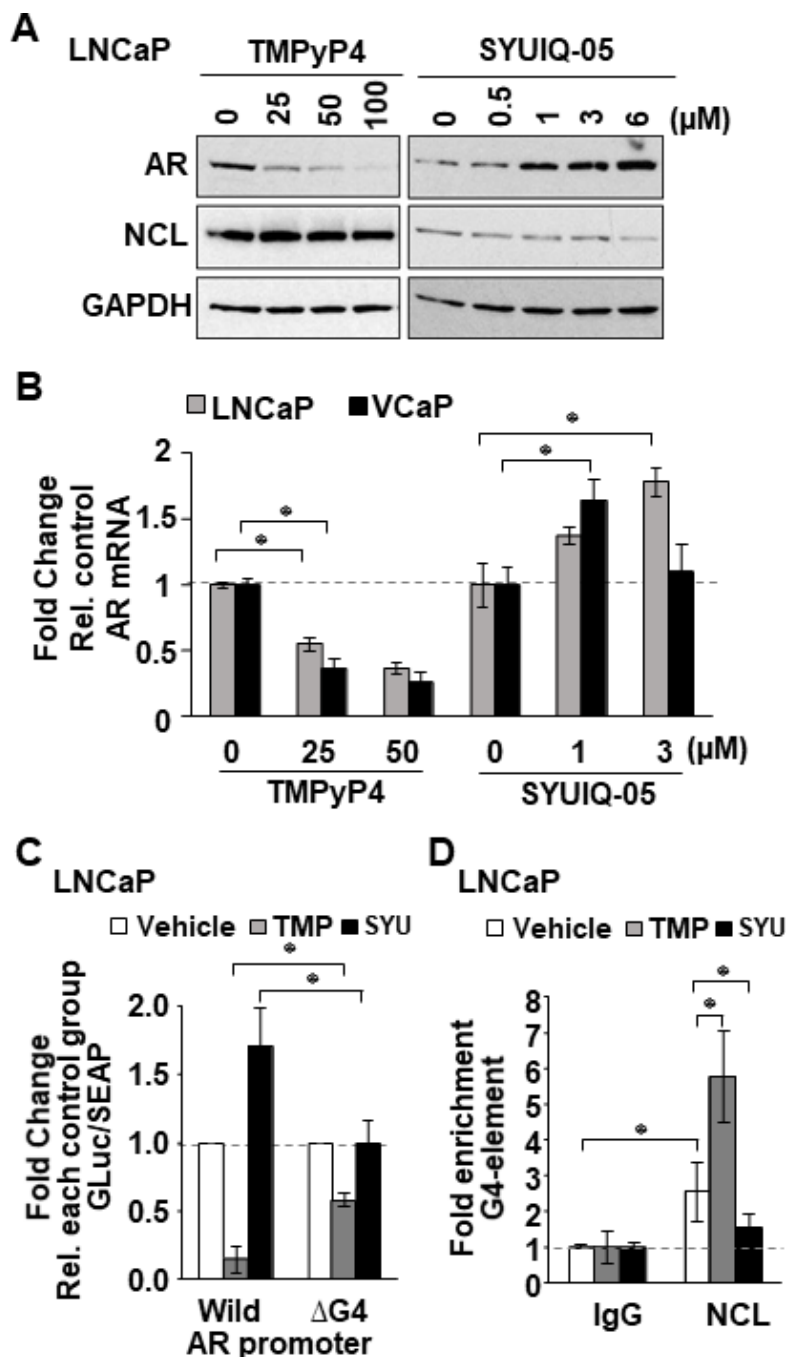 A
LNCaP TMPyP4 SYUIQ-05
0 25 50 100 0 0.5 1 3 6 (µM)
AR
NCL
GAPDH
B
LNCaP VCaP
Fold Change
Rel. control
AR mRNA
2
1.5
1
0.5
0
* * * *
0 25 50 0 1 3 (µM)
TMPyP4 SYUIQ-05
C
LNCaP
Vehicle TMP SYU
Fold Change
Rel. each control group
GLuc/SEAP
2.0
1.5
1.0
0.5
0.0
* *
Wild ΔG4
AR promoter
D
LNCaP
Vehicle TMP SYU
Fold enrichment
G4-element
8
7
6
5
4
3
2
1
0
* * *
IgG NCL